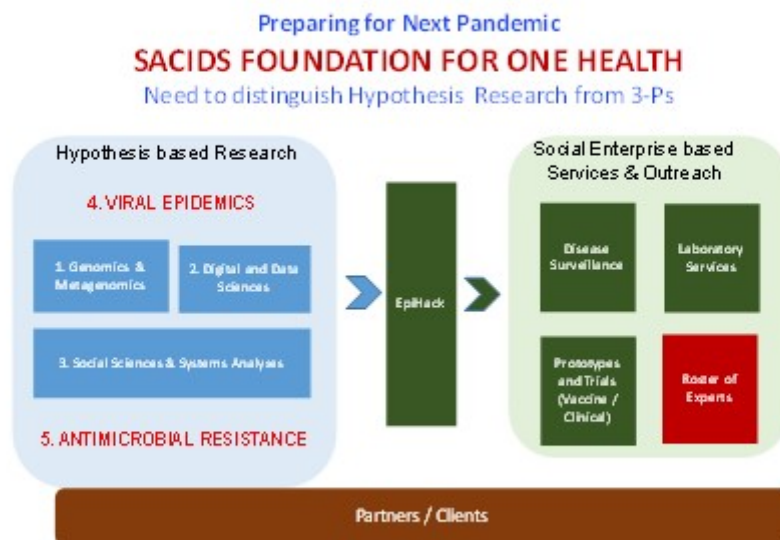 Preparing for Next Pandemic
SACIDS FOUNDATION FOR ONE HEALTH
Need to distinguish Hypothesis Research from 3-Ps
Hypothesis based Research
4. VIRAL EPIDEMICS
1. Genomics &
Metagenomics
2. Digital and Data
Sciences
3. Social Sciences & Systems Analyses
5. ANTIMICROBIAL RESISTANCE
EpiHack
Social Enterprise based
Services & Outreach
Disease
Surveillance
Laboratory
Services
Prototypes
and Trials
(Vaccine /
Clinical)
Roster of
Experts
Partners / Clients